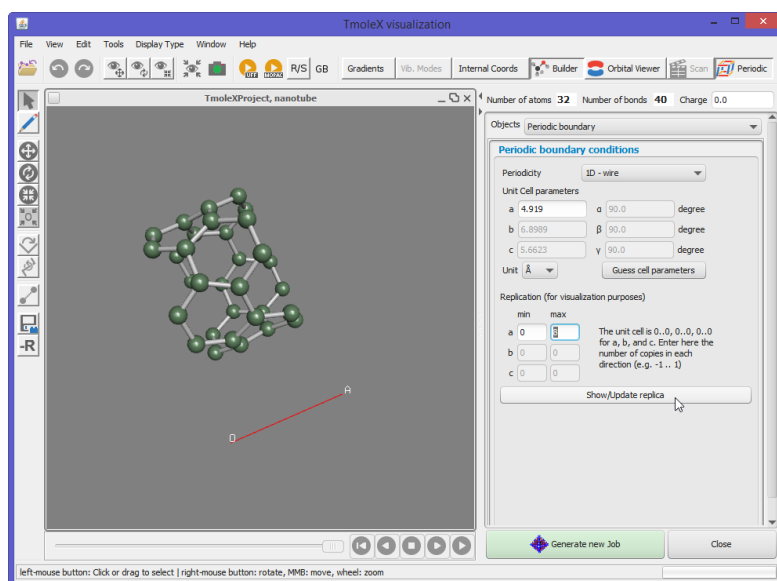 TmoleX visualization
File View Edit Tools Display Type Window Help
UFF MOPAC R/S GB Gradients Vib. Modes Internal Coords Builder Orbital Viewer Scan Periodic
TmoleXProject, nanotube
Number of atoms 32 Number of bonds 40 Charge 0.0
Objects Periodic boundary
Periodic boundary conditions
Periodicity 1D - wire
Unit Cell parameters
a 4.919 α 90.0 degree
b 6.8989 β 90.0 degree
c 5.6623 γ 90.0 degree
Unit Å Guess cell parameters
Replication (for visualization purposes)
min max
a 0
The unit cell is 0..0, 0..0, 0..0
for a, b, and c. Enter here the
number of copies in each
direction (e.g. -1 .. 1)
b 0 0
c 0 0
Show/Update replica
-R
A
O
Generate new Job Close
left-mouse button: Click or drag to select | right-mouse button: rotate, MMB: move, wheel: zoom